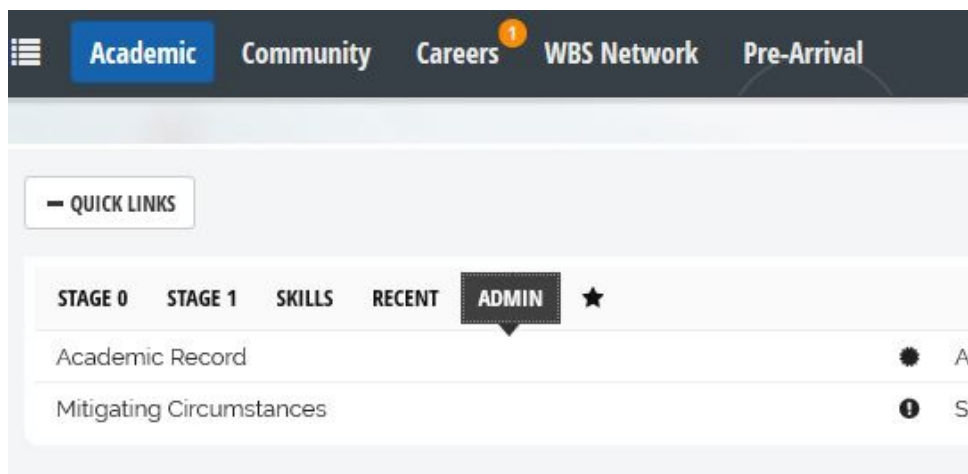 Academic Community Careers 1 WBS Network Pre-Arrival
QUICK LINKS
STAGE 0 STAGE 1 SKILLS RECENT ADMIN
Academic Record A
Mitigating Circumstances S